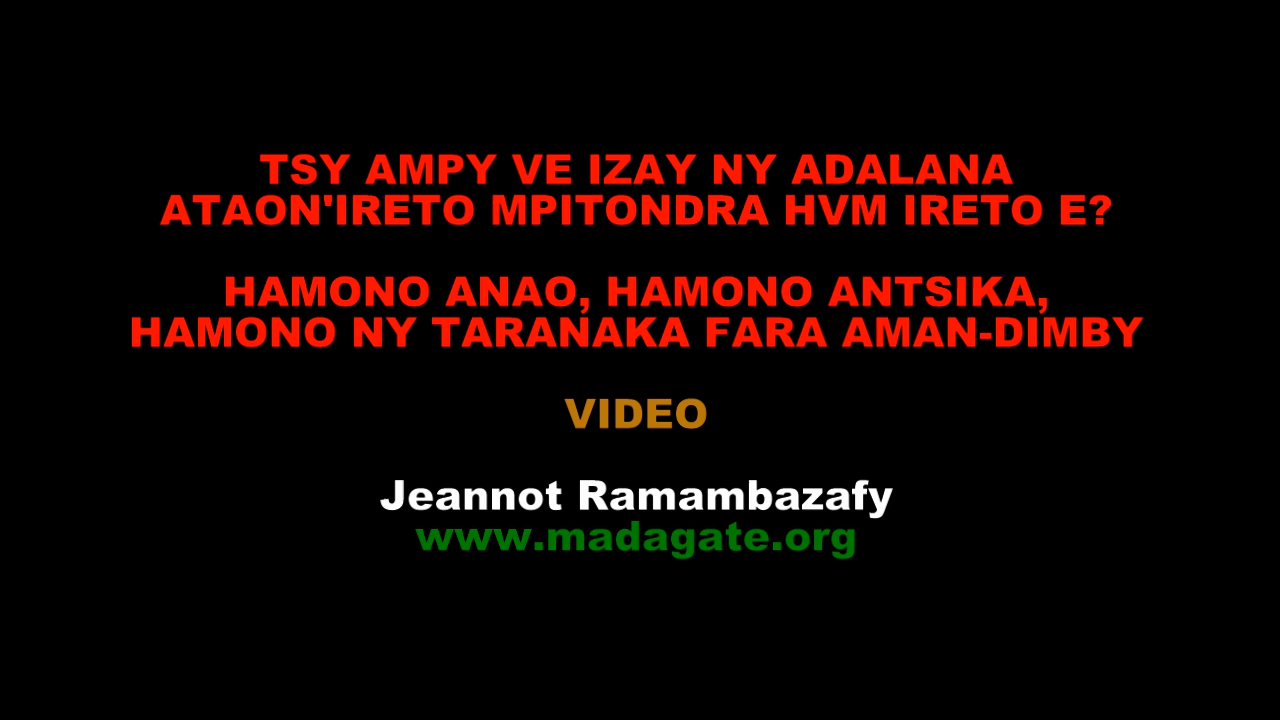 TSY AMPY VE IZAY NY ADALANA
ATAON'IRETO MPITONDRA HVM IRETO E?
HAMONO ANAO, HAMONO ANTSIKA,
HAMONO NY TARANAKA FARA AMAN-DIMBY
VIDEO
Jeannot Ramambazafy
www.madagate.org